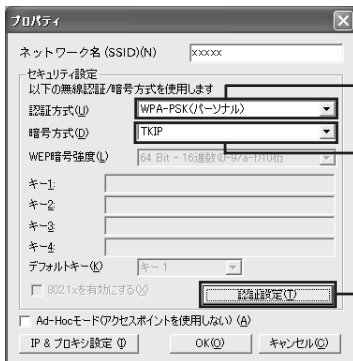 プロパティ
ネットワーク名(SSID)(N) xxxxx
セキュリティ設定
以下の無線認証/暗号方式を使用します
認証方式(U) WPA-PSK(パーソナル)
暗号方式(D) TKIP
WEP暗号強度(L) 64 Bit - 16進数(0-9/a-f)10桁
キー1:
キー2:
キー3:
キー4:
デフォルトキー(K) キー 1
802.1xを有効にする(X) 認証設定(T)
Ad-Hocモード(アクセスポイントを使用しない) (A)
IP & プロキシ設定 (I) OK(O) キャンセル(C)